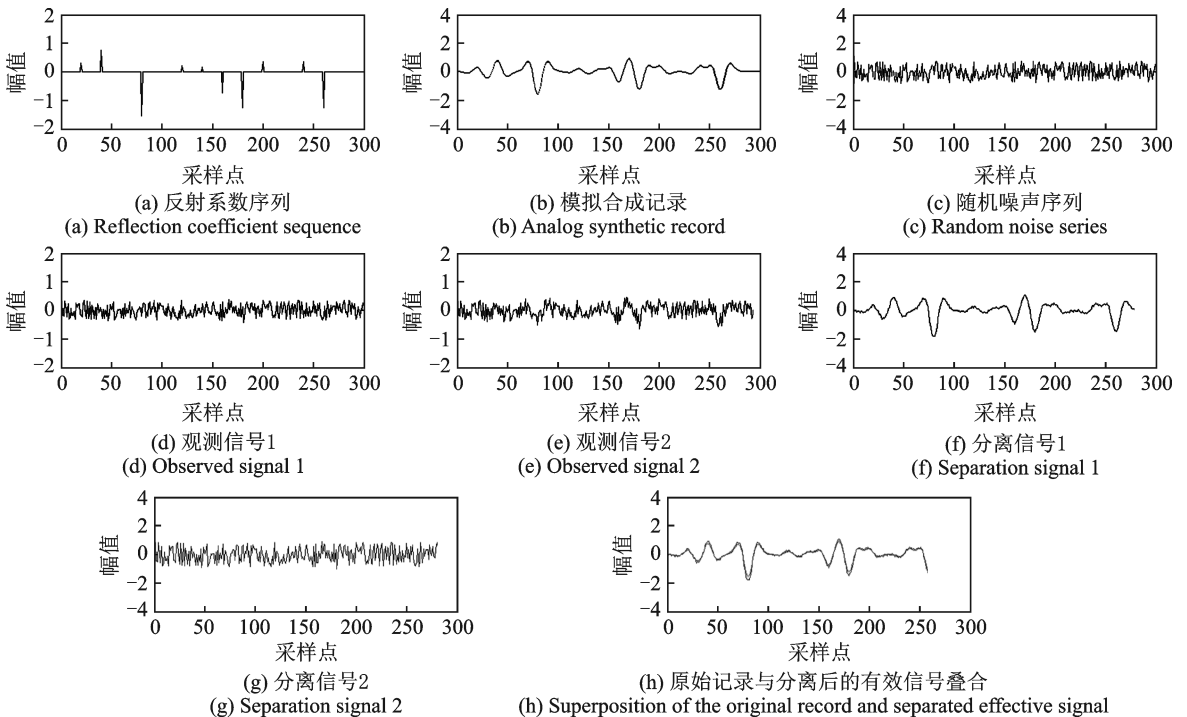 2
1
0
−1
−2
幅值
0 50 100 150 200 250 300
采样点
(a) 反射系数序列
(a) Reflection coefficient sequence
4
2
0
−2
−4
幅值
0 50 100 150 200 250 300
采样点
(b) 模拟合成记录
(b) Analog synthetic record
4
2
0
−2
−4
幅值
0 50 100 150 200 250 300
采样点
(c) 随机噪声序列
(c) Random noise series
2
1
0
−1
−2
幅值
0 50 100 150 200 250 300
采样点
(d) 观测信号1
(d) Observed signal 1
2
1
0
−1
−2
幅值
0 50 100 150 200 250 300
采样点
(e) 观测信号2
(e) Observed signal 2
4
2
0
−2
−4
幅值
0 50 100 150 200 250 300
采样点
(f) 分离信号1
(f) Separation signal 1
4
2
0
−2
−4
幅值
0 50 100 150 200 250 300
采样点
(g) 分离信号2
(g) Separation signal 2
4
2
0
−2
−4
幅值
0 50 100 150 200 250 300
采样点
(h) 原始记录与分离后的有效信号叠合
(h) Superposition of the original record and separated effective signal